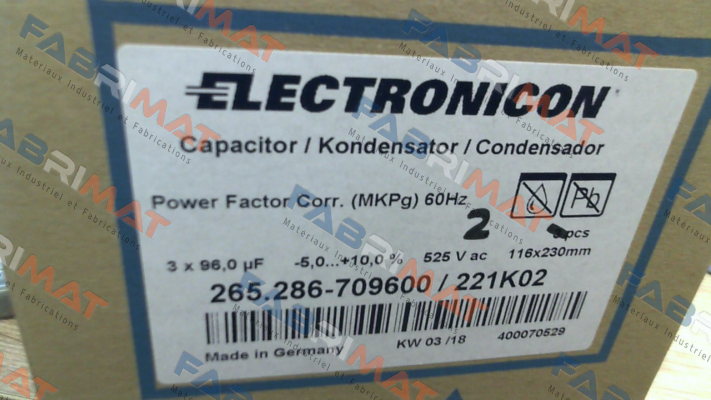 ELECTRONICON
Capacitor / Kondensator / Condensador
Power Factor Corr. (MKPg) 60Hz
Pb
2
pcs
3 x 96,0 µF -5,0...+10,0 % 525 V ac 116x230mm
265.286-709600 / 221K02
Made in Germany KW 03 /18 400070529
FABRIMAT
Materiaux Industriel et Fabrications